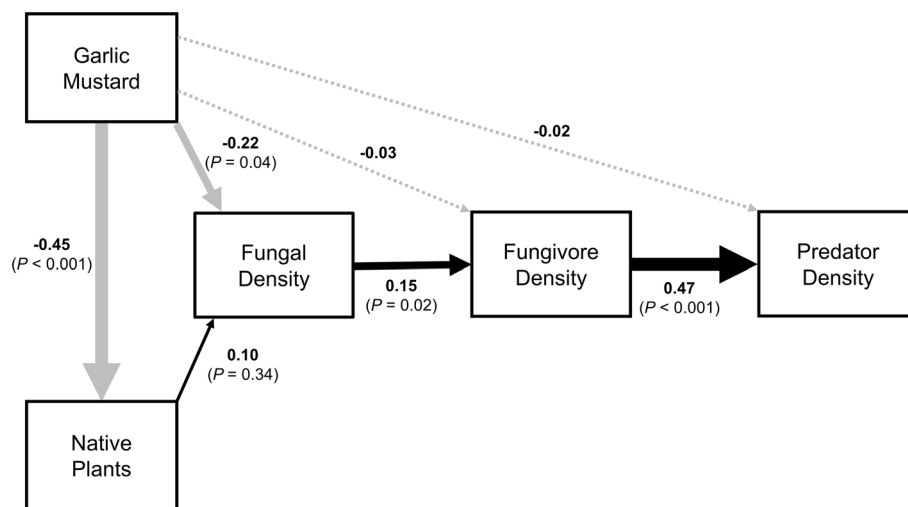 Garlic
Mustard
-0.02
-0.22
(P = 0.04)
-0.03
-0.45
(P < 0.001)
Fungal
Density
Fungivore
Density
Predator
Density
0.15
(P = 0.02)
0.47
(P < 0.001)
0.10
(P = 0.34)
Native
Plants